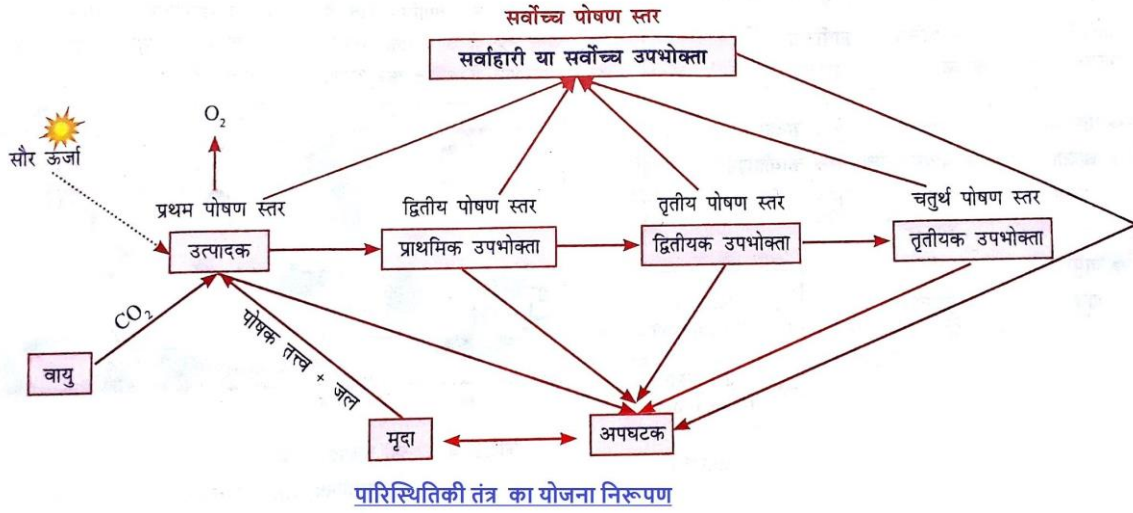 सर्वोच्च पोषण स्तर
सर्वाहारी या सर्वोच्च उपभोक्ता
O₂
सौर ऊर्जा
प्रथम पोषण स्तर
द्वितीय पोषण स्तर
तृतीय पोषण स्तर
चतुर्थ पोषण स्तर
उत्पादक
प्राथमिक उपभोक्ता
द्वितीयक उपभोक्ता
तृतीयक उपभोक्ता
CO₂
पोषक तत्त्व + जल
वायु
मृदा
अपघटक
पारिस्थितिकी तंत्र का योजना निरूपण